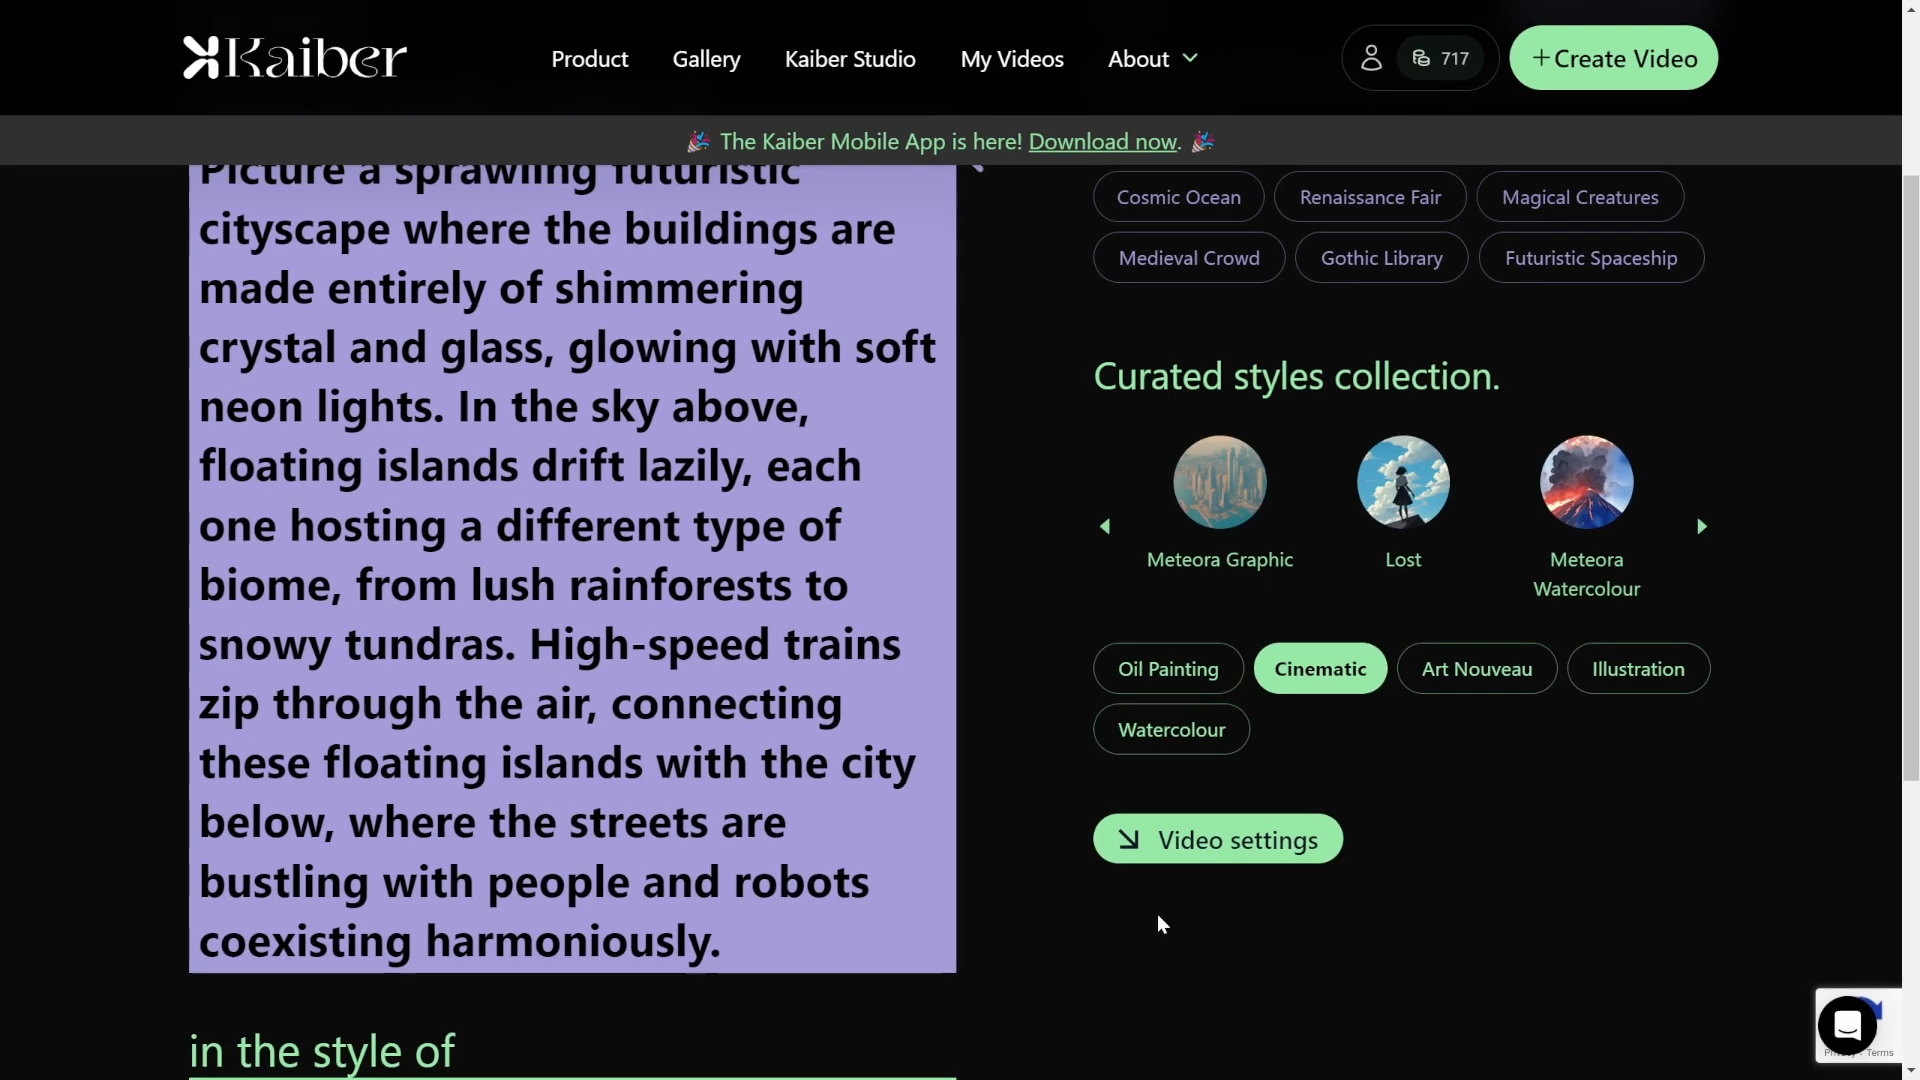 Kaiber
Product
Gallery
Kaiber Studio
My Videos
About
717
+ Create Video
🎉 The Kaiber Mobile App is here! Download now. 🎉
Picture a sprawling futuristic
cityscape where the buildings are
made entirely of shimmering
crystal and glass, glowing with soft
neon lights. In the sky above,
floating islands drift lazily, each
one hosting a different type of
biome, from lush rainforests to
snowy tundras. High-speed trains
zip through the air, connecting
these floating islands with the city
below, where the streets are
bustling with people and robots
coexisting harmoniously.
in the style of
Cosmic Ocean
Renaissance Fair
Magical Creatures
Medieval Crowd
Gothic Library
Futuristic Spaceship
Curated styles collection.
Meteora Graphic
Lost
Meteora
Watercolour
Oil Painting
Cinematic
Art Nouveau
Illustration
Watercolour
Video settings
Terms